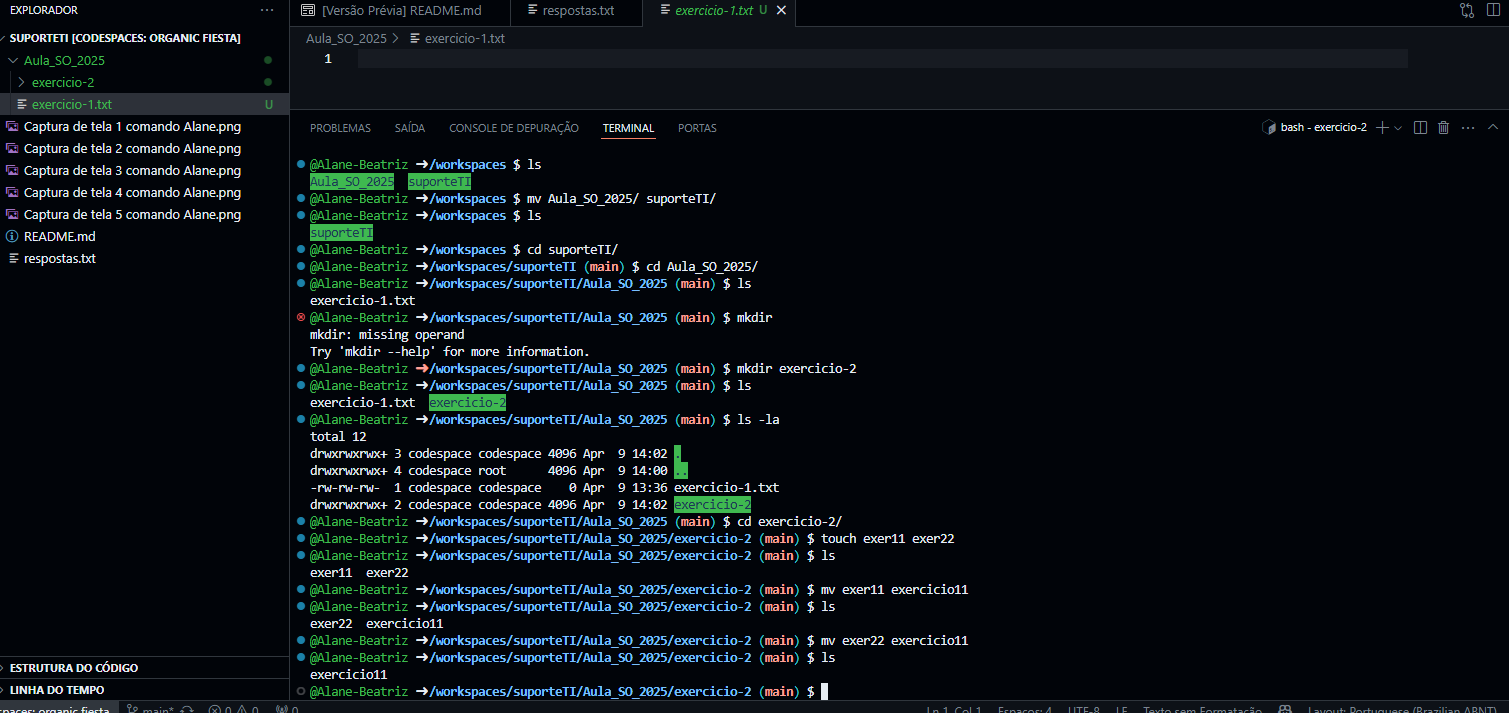 EXPLORADOR
SUPORTETI [CODESPACES: ORGANIC FIESTA]
Aula_SO_2025
exercicio-2
exercicio-1.txt U
Captura de tela 1 comando Alane.png
Captura de tela 2 comando Alane.png
Captura de tela 3 comando Alane.png
Captura de tela 4 comando Alane.png
Captura de tela 5 comando Alane.png
README.md
respostas.txt
ESTRUTURA DO CÓDIGO
LINHA DO TEMPO
[Versão Prévia] README.md respostas.txt exercicio-1.txt U
Aula_SO_2025 > exercicio-1.txt
1
PROBLEMAS SAÍDA CONSOLE DE DEPURAÇÃO TERMINAL PORTAS bash - exercicio-2
@Alane-Beatriz ➜/workspaces $ ls
Aula_SO_2025 suporteTI
@Alane-Beatriz ➜/workspaces $ mv Aula_SO_2025/ suporteTI/
@Alane-Beatriz ➜/workspaces $ ls
suporteTI
@Alane-Beatriz ➜/workspaces $ cd suporteTI/
@Alane-Beatriz ➜/workspaces/suporteTI (main) $ cd Aula_SO_2025/
@Alane-Beatriz ➜/workspaces/suporteTI/Aula_SO_2025 (main) $ ls
exercicio-1.txt
@Alane-Beatriz ➜/workspaces/suporteTI/Aula_SO_2025 (main) $ mkdir
mkdir: missing operand
Try 'mkdir --help' for more information.
@Alane-Beatriz ➜/workspaces/suporteTI/Aula_SO_2025 (main) $ mkdir exercicio-2
@Alane-Beatriz ➜/workspaces/suporteTI/Aula_SO_2025 (main) $ ls
exercicio-1.txt exercicio-2
@Alane-Beatriz ➜/workspaces/suporteTI/Aula_SO_2025 (main) $ ls -la
total 12
drwxrwxrwx+ 3 codespace codespace 4096 Apr 9 14:02 .
drwxrwxrwx+ 4 codespace root 4096 Apr 9 14:00 ..
-rw-rw-rw- 1 codespace codespace 0 Apr 9 13:36 exercicio-1.txt
drwxrwxrwx+ 2 codespace codespace 4096 Apr 9 14:02 exercicio-2
@Alane-Beatriz ➜/workspaces/suporteTI/Aula_SO_2025 (main) $ cd exercicio-2/
@Alane-Beatriz ➜/workspaces/suporteTI/Aula_SO_2025/exercicio-2 (main) $ touch exer11 exer22
@Alane-Beatriz ➜/workspaces/suporteTI/Aula_SO_2025/exercicio-2 (main) $ ls
exer11 exer22
@Alane-Beatriz ➜/workspaces/suporteTI/Aula_SO_2025/exercicio-2 (main) $ mv exer11 exercicio11
@Alane-Beatriz ➜/workspaces/suporteTI/Aula_SO_2025/exercicio-2 (main) $ ls
exer22 exercicio11
@Alane-Beatriz ➜/workspaces/suporteTI/Aula_SO_2025/exercicio-2 (main) $ mv exer22 exercicio11
@Alane-Beatriz ➜/workspaces/suporteTI/Aula_SO_2025/exercicio-2 (main) $ ls
exercicio11
@Alane-Beatriz ➜/workspaces/suporteTI/Aula_SO_2025/exercicio-2 (main) $
spaces: organic fiesta main* 0 0 0 Ln 1, Col 1 Espaços: 4 UTF-8 LF Texto sem Formatação Layout: Portuguese (Brazilian ABNT)